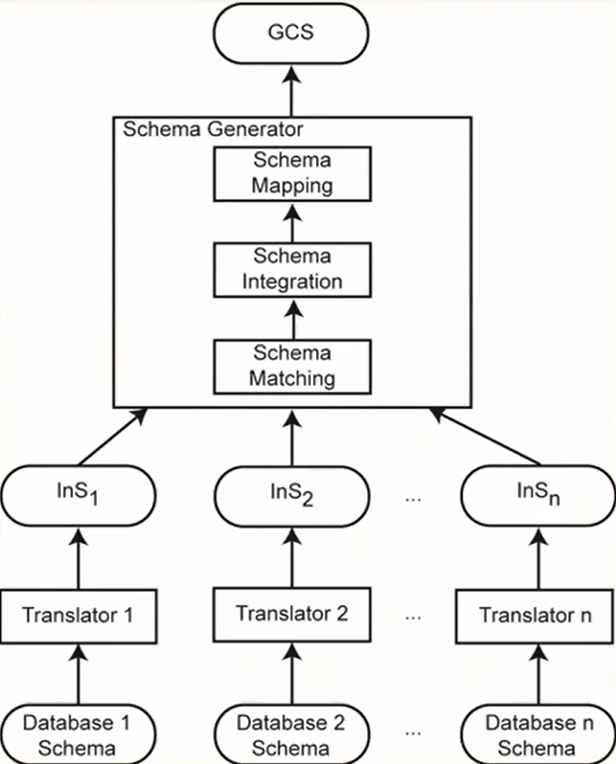 GCS
Schema Generator
Schema
Mapping
Schema
Integration
Schema
Matching
InS1
InS2
...
InSn
Translator 1
Translator 2
...
Translator n
Database 1
Schema
Database 2
Schema
...
Database n
Schema